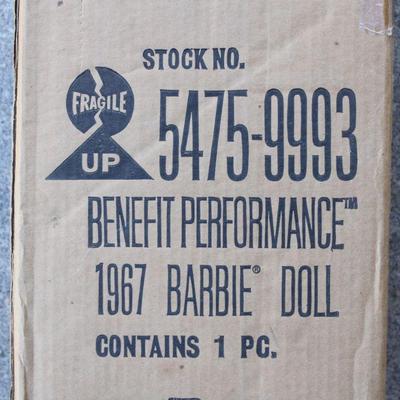 STOCK NO.
FRAGILE
UP
5475-9993
BENEFIT PERFORMANCE™
1967 BARBIE® DOLL
CONTAINS 1 PC.